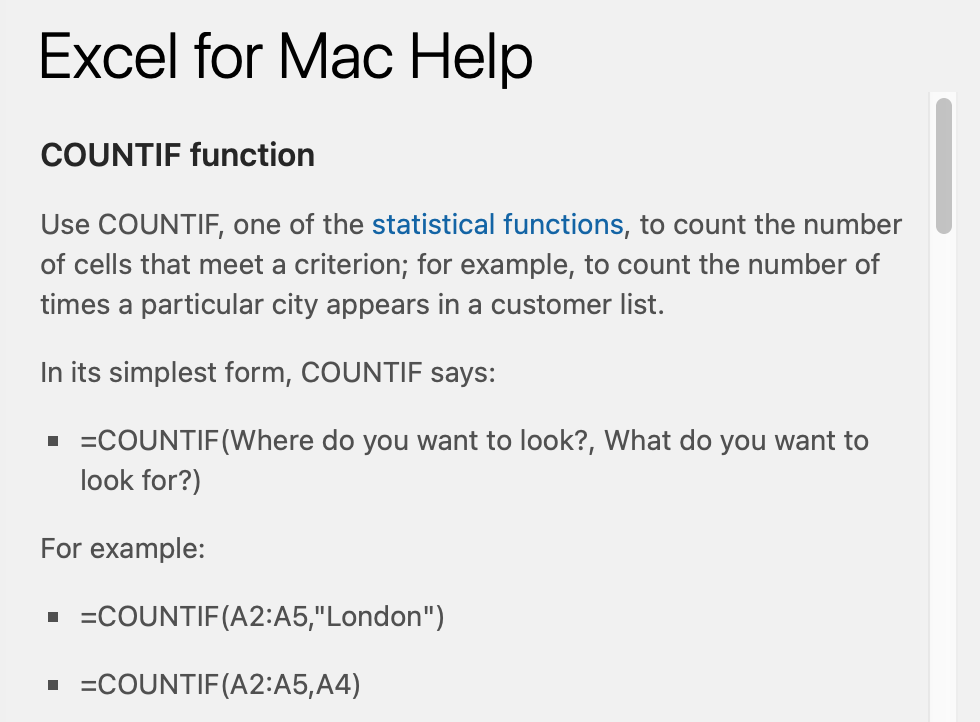 Excel for Mac Help
COUNTIF function
Use COUNTIF, one of the statistical functions, to count the number
of cells that meet a criterion; for example, to count the number of
times a particular city appears in a customer list.
In its simplest form, COUNTIF says:
▪ =COUNTIF(Where do you want to look?, What do you want to
look for?)
For example:
▪ =COUNTIF(A2:A5,"London")
▪ =COUNTIF(A2:A5,A4)